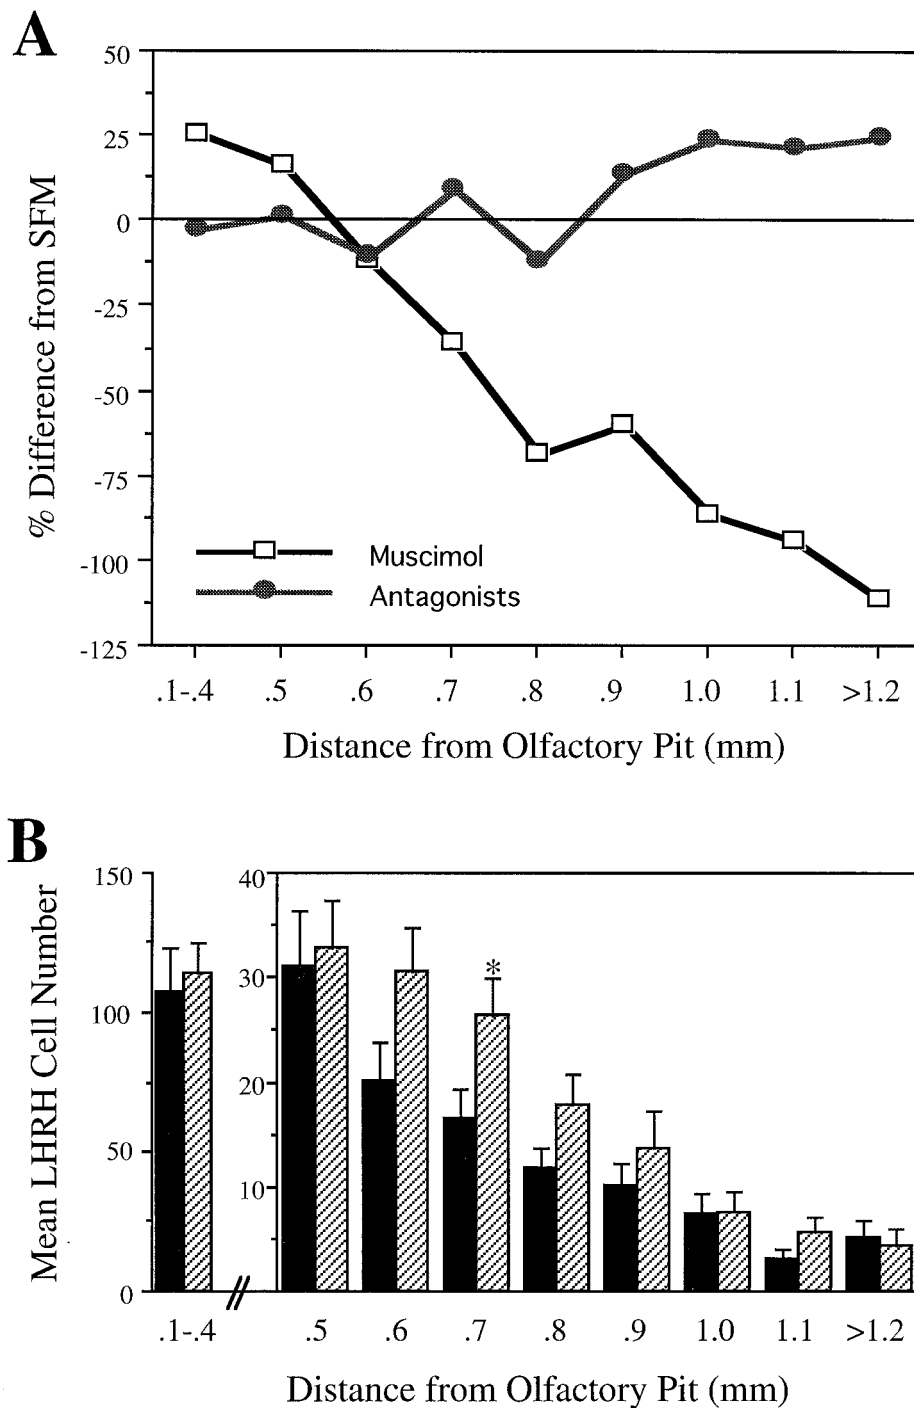 A
50
25
0
-25
-50
-75
-100
-125
% Difference from SFM
Muscimol
Antagonists
.1-.4 .5 .6 .7 .8 .9 1.0 1.1 >1.2
Distance from Olfactory Pit (mm)
B
150
100
50
0
Mean LHRH Cell Number
40
30
20
10
*
.1-.4 .5 .6 .7 .8 .9 1.0 1.1 >1.2
Distance from Olfactory Pit (mm)